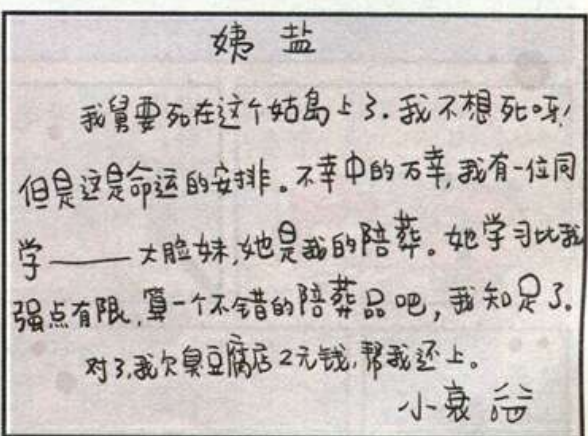 姨盐
我舅要死在这个姑岛上了.我不想死呀!
但是这是命运的安排。不幸中的万幸,我有一位同
学——大脸妹,她是我的陪葬。她学习比我
强点有限,算一个不错的陪葬品吧,我知足了.
对了,我欠臭豆腐店2元钱,帮我还上。
小衰